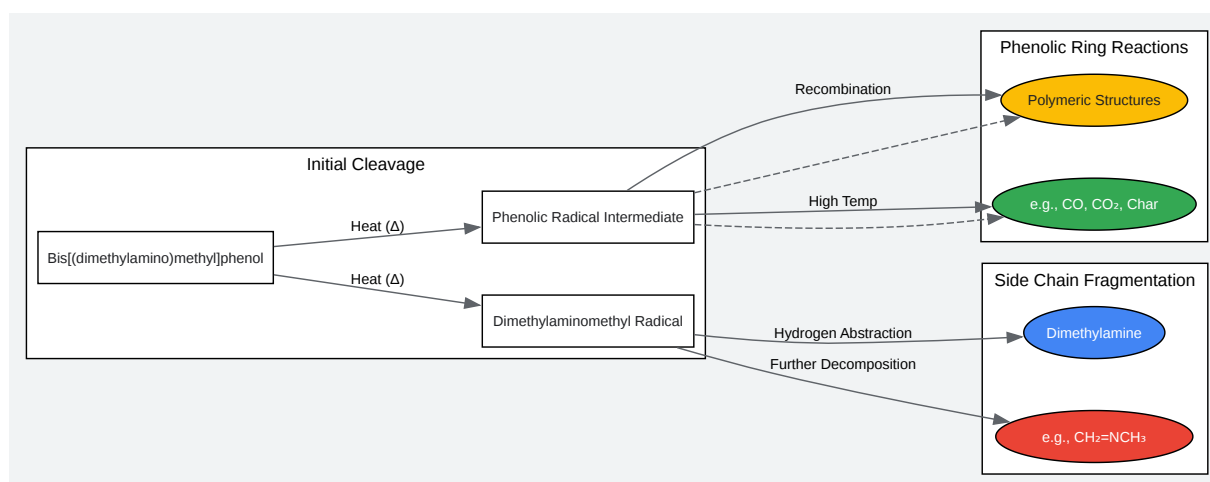 Initial Cleavage
Bis[(dimethylamino)methyl]phenol
Heat (Δ)
Heat (Δ)
Phenolic Radical Intermediate
Dimethylaminomethyl Radical
Recombination
High Temp
Hydrogen Abstraction
Further Decomposition
Phenolic Ring Reactions
Polymeric Structures
e.g., CO, CO₂, Char
Side Chain Fragmentation
Dimethylamine
e.g., CH₂=NCH₃